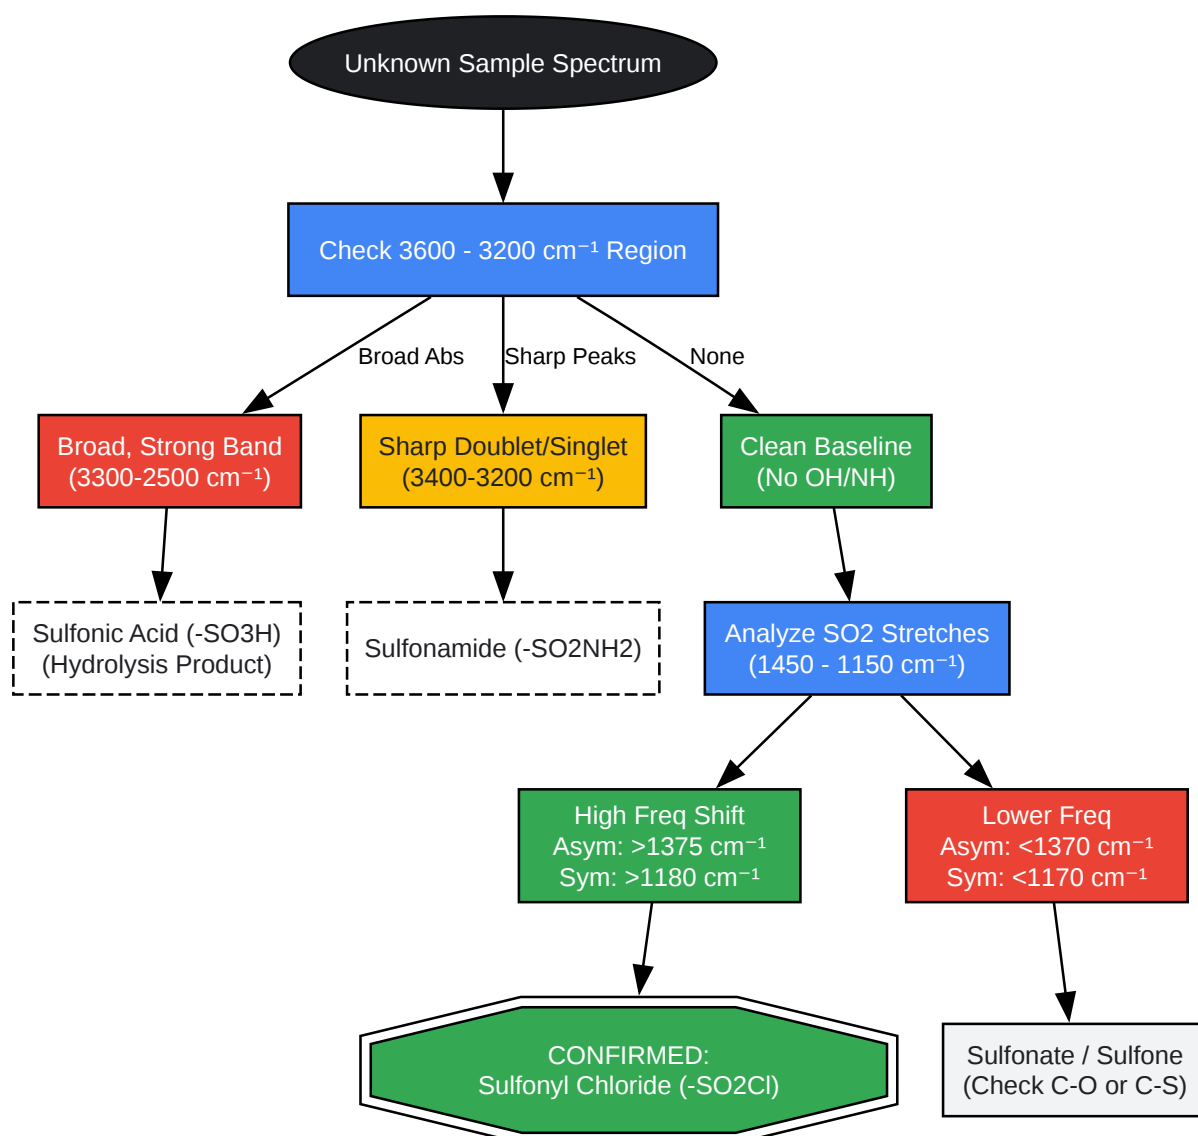 Unknown Sample Spectrum
Check 3600 - 3200 cm⁻¹ Region
Broad Abs
Sharp Peaks
None
Broad, Strong Band
(3300-2500 cm⁻¹)
Sharp Doublet/Singlet
(3400-3200 cm⁻¹)
Clean Baseline
(No OH/NH)
Sulfonic Acid (-SO3H)
(Hydrolysis Product)
Sulfonamide (-SO2NH2)
Analyze SO2 Stretches
(1450 - 1150 cm⁻¹)
High Freq Shift
Asym: >1375 cm⁻¹
Sym: >1180 cm⁻¹
Lower Freq
Asym: <1370 cm⁻¹
Sym: <1170 cm⁻¹
CONFIRMED:
Sulfonyl Chloride (-SO2Cl)
Sulfonate / Sulfone
(Check C-O or C-S)